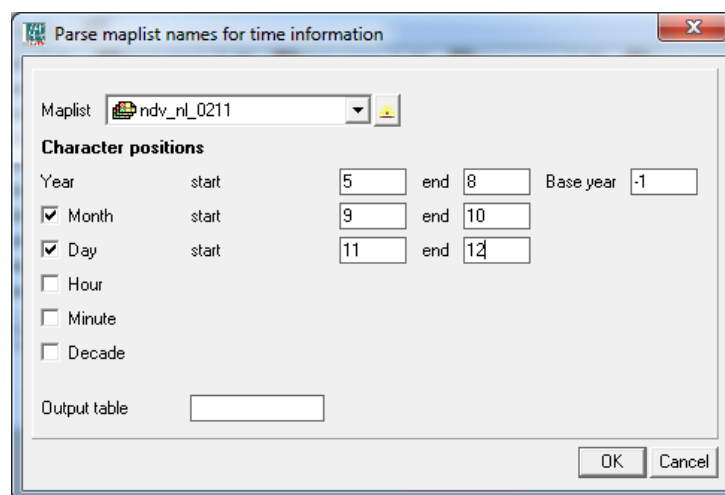 Parse maplist names for time information
Maplist ndv_nl_0211
Character positions
Year start 5 end 8 Base year -1
Month start 9 end 10
Day start 11 end 12
Hour
Minute
Decade
Output table
OK Cancel